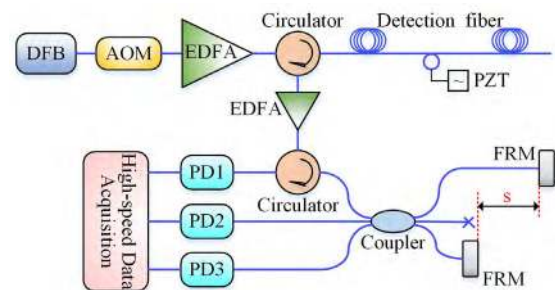 Circulator
Detection fiber
DFB
AOM
EDFA
~
PZT
EDFA
High-speed Data
Acquisition
PD1
PD2
PD3
Circulator
Coupler
FRM
s
FRM